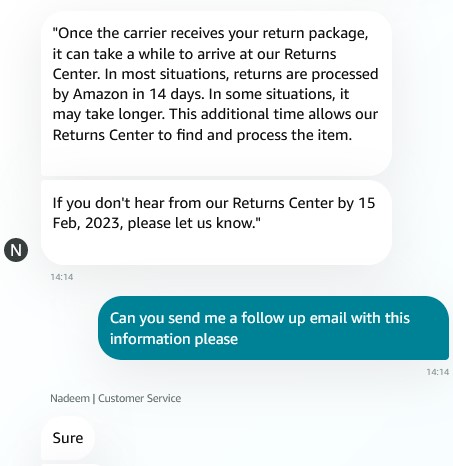 "Once the carrier receives your return package,
it can take a while to arrive at our Returns
Center. In most situations, returns are processed
by Amazon in 14 days. In some situations, it
may take longer. This additional time allows our
Returns Center to find and process the item.
If you don't hear from our Returns Center by 15
Feb, 2023, please let us know."
N
14:14
Can you send me a follow up email with this
information please
14:14
Nadeem | Customer Service
Sure